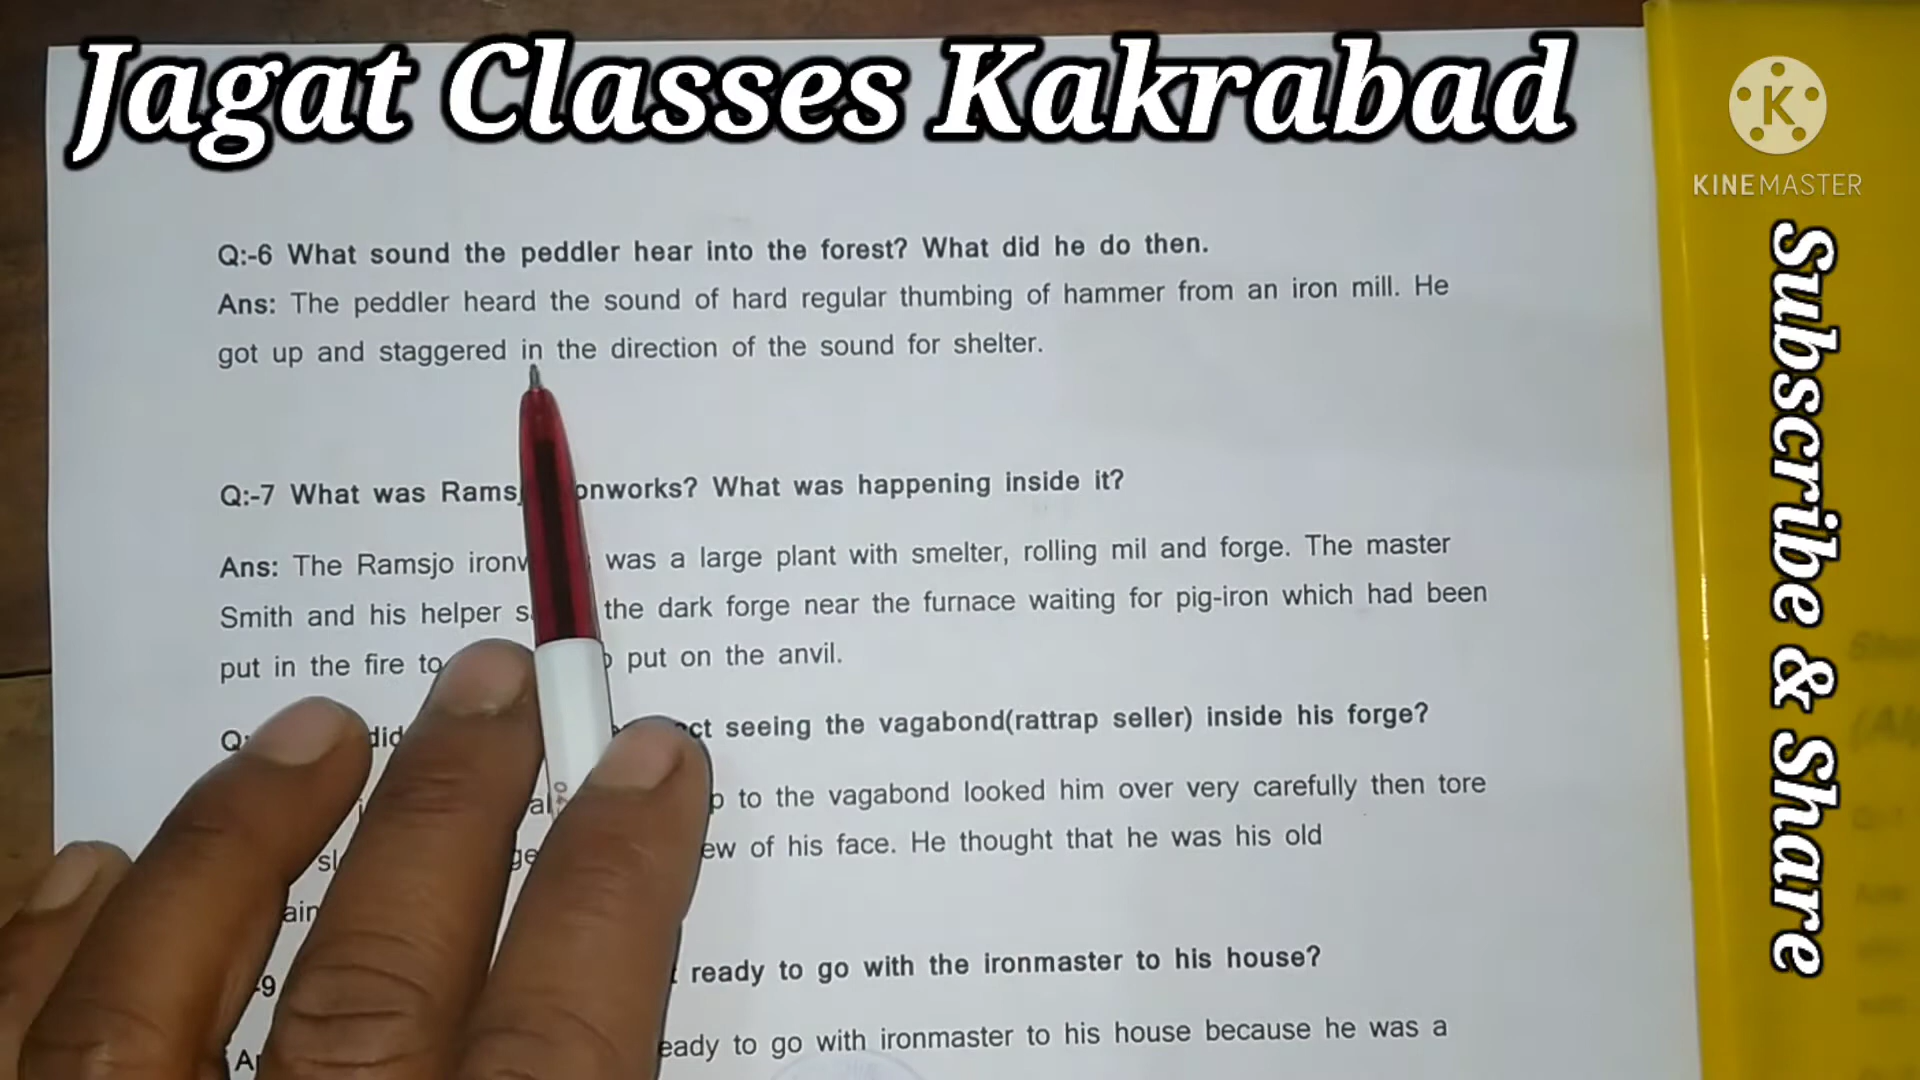 Jagat Classes Kakrabad
K
KINEMASTER
Subscribe & Share
Q:-6 What sound the peddler hear into the forest? What did he do then.
Ans: The peddler heard the sound of hard regular thumbing of hammer from an iron mill. He
got up and staggered in the direction of the sound for shelter.
Q:-7 What was onworks? What was happening inside it?
Ans: The Ramsjo was a large plant with smelter, rolling mil and forge. The master
Smith and his helper the dark forge near the furnace waiting for pig-iron which had been
put in the fire to put on the anvil.
seeing the vagabond(rattrap seller) inside his forge?
to the vagabond looked him over very carefully then tore
of his face. He thought that he was his old
ready to go with the ironmaster to his house?
to go with ironmaster to his house because he was a